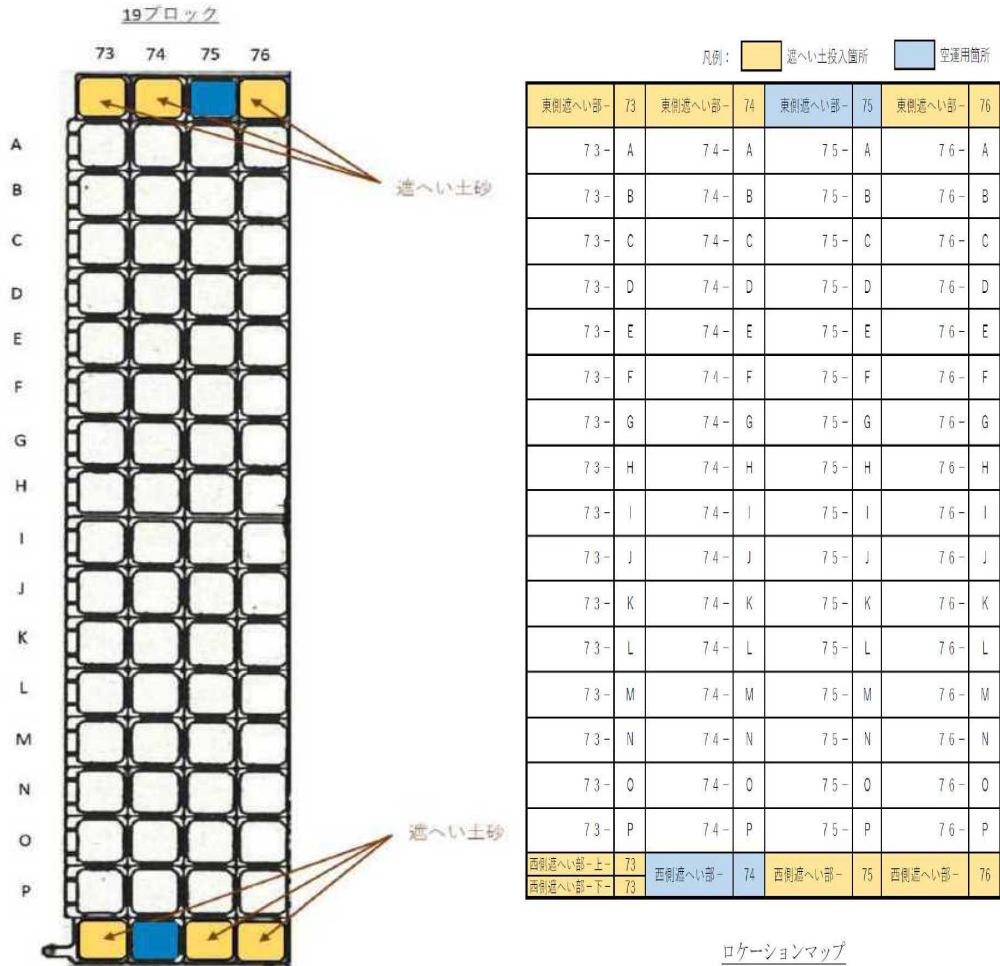 19ブロック
73 74 75 76
A
B
C
D
E
F
G
H
I
J
K
L
M
N
O
P
遮へい土砂
遮へい土砂
凡例： 遮へい土投入箇所 空運用箇所
東側遮へい部- 73 東側遮へい部- 74 東側遮へい部- 75 東側遮へい部- 76
73- A 74- A 75- A 76- A
73- B 74- B 75- B 76- B
73- C 74- C 75- C 76- C
73- D 74- D 75- D 76- D
73- E 74- E 75- E 76- E
73- F 74- F 75- F 76- F
73- G 74- G 75- G 76- G
73- H 74- H 75- H 76- H
73- I 74- I 75- I 76- I
73- J 74- J 75- J 76- J
73- K 74- K 75- K 76- K
73- L 74- L 75- L 76- L
73- M 74- M 75- M 76- M
73- N 74- N 75- N 76- N
73- O 74- O 75- O 76- O
73- P 74- P 75- P 76- P
西側遮へい部-上- 73 西側遮へい部- 74 西側遮へい部- 75 西側遮へい部- 76
西側遮へい部-下- 73
ロケーションマップ